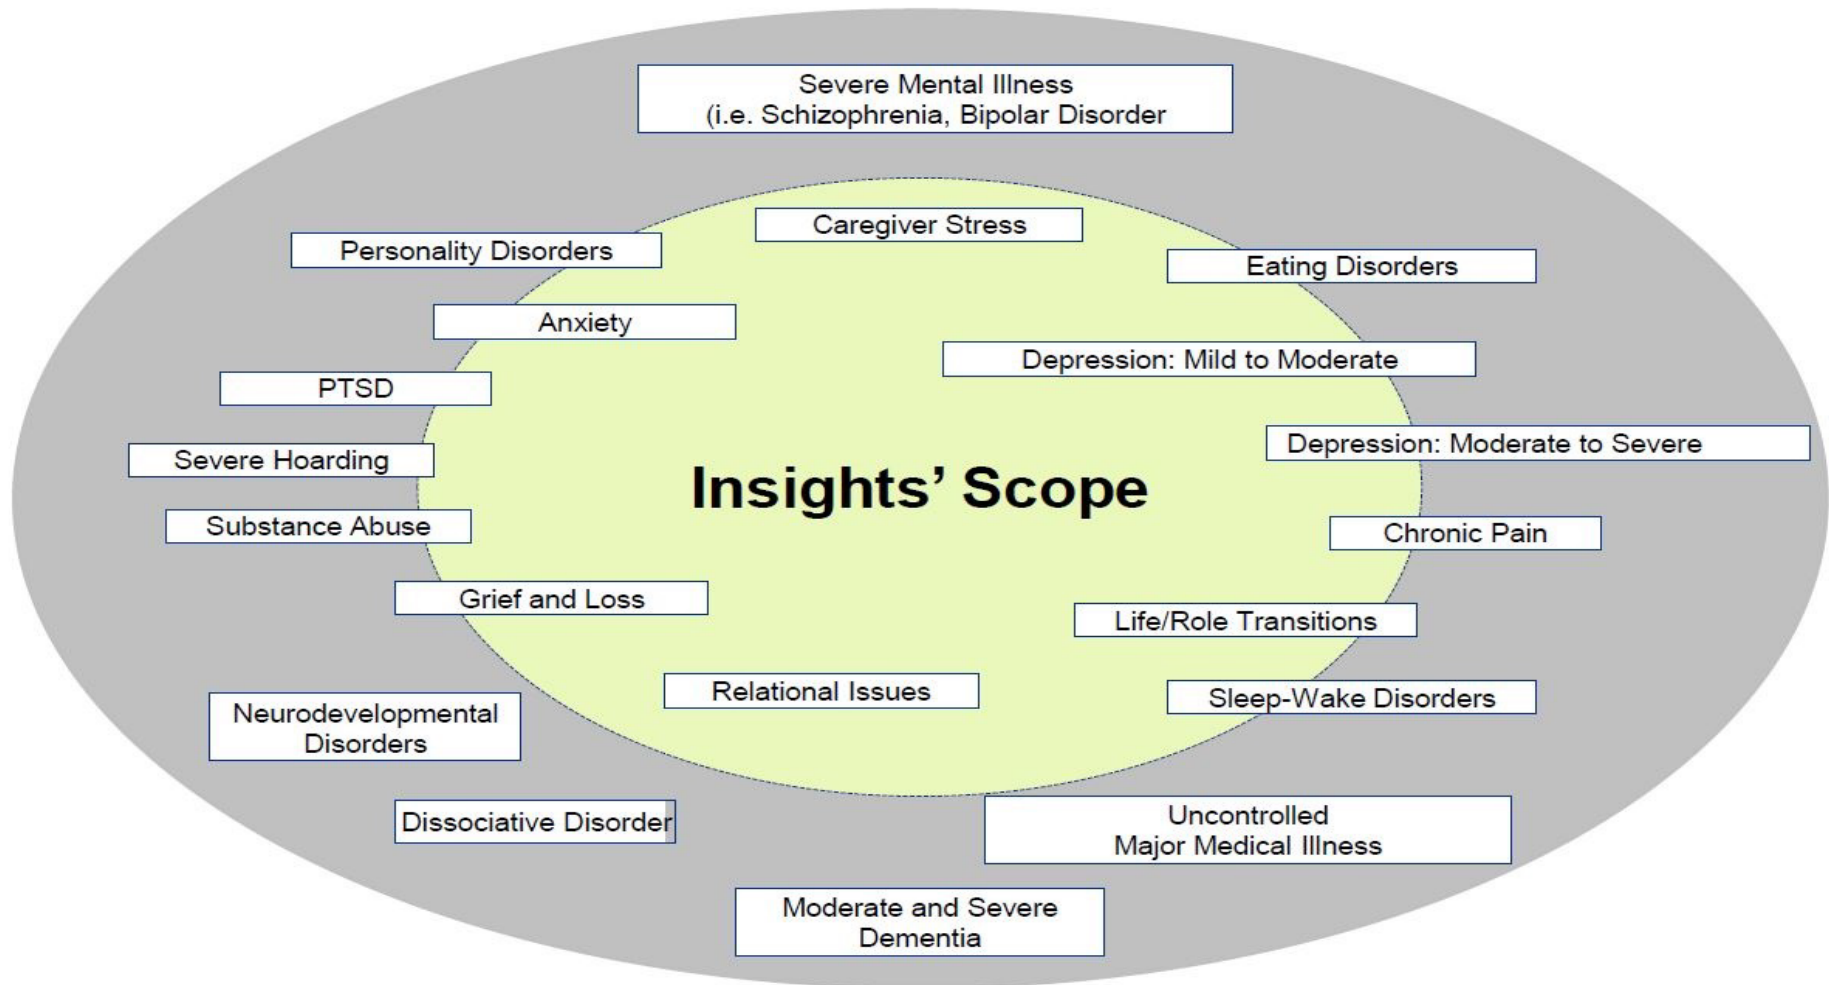 Severe Mental Illness
(i.e. Schizophrenia, Bipolar Disorder
Caregiver Stress
Personality Disorders
Eating Disorders
Anxiety
Depression: Mild to Moderate
PTSD
Depression: Moderate to Severe
Severe Hoarding
Insights’ Scope
Substance Abuse
Chronic Pain
Grief and Loss
Life/Role Transitions
Relational Issues
Sleep-Wake Disorders
Neurodevelopmental
Disorders
Dissociative Disorder
Uncontrolled
Major Medical Illness
Moderate and Severe
Dementia